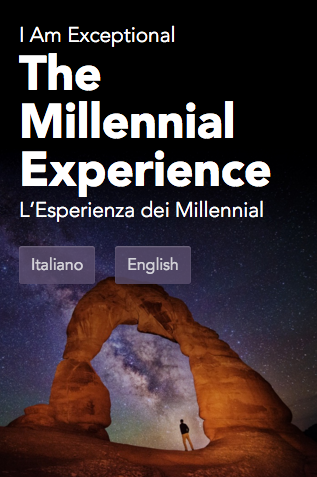 I Am Exceptional
The
Millennial
Experience
L'Esperienza dei Millennial
Italiano English